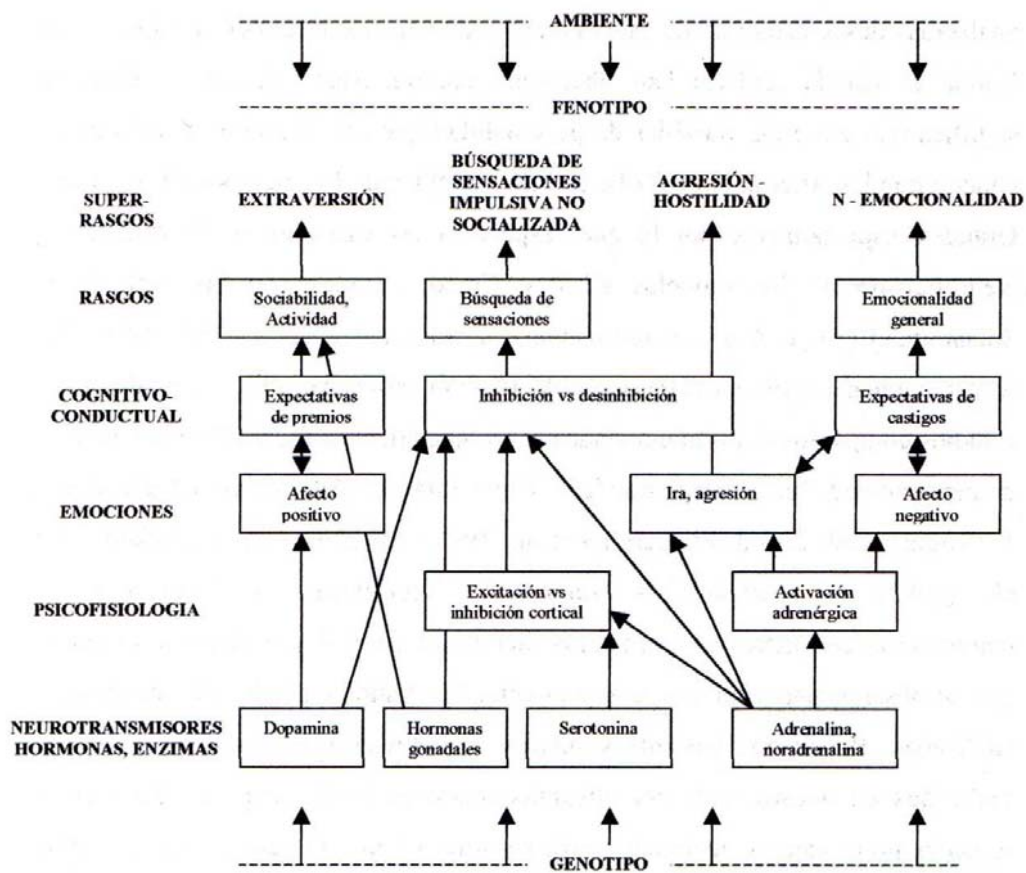 AMBIENTE
FENOTIPO
SUPER-
RASGOS
EXTRAVERSIÓN
BÚSQUEDA DE
SENSACIONES
IMPULSIVA NO
SOCIALIZADA
AGRESIÓN-
HOSTILIDAD
N - EMOCIONALIDAD
RASGOS
Sociabilidad,
Actividad
Búsqueda de
sensaciones
Emocionalidad
general
COGNITIVO-
CONDUCTUAL
Expectativas
de premios
Inhibición vs desinhibición
Expectativas de
castigos
EMOCIONES
Afecto
positivo
Ira, agresión
Afecto
negativo
PSICOFISIOLOGIA
Excitación vs
inhibición cortical
Activación
adrenérgica
NEUROTRANSMISORES
HORMONAS, ENZIMAS
Dopamina
Hormonas
gonadales
Serotonina
Adrenalina,
noradrenalina
GENOTIPO